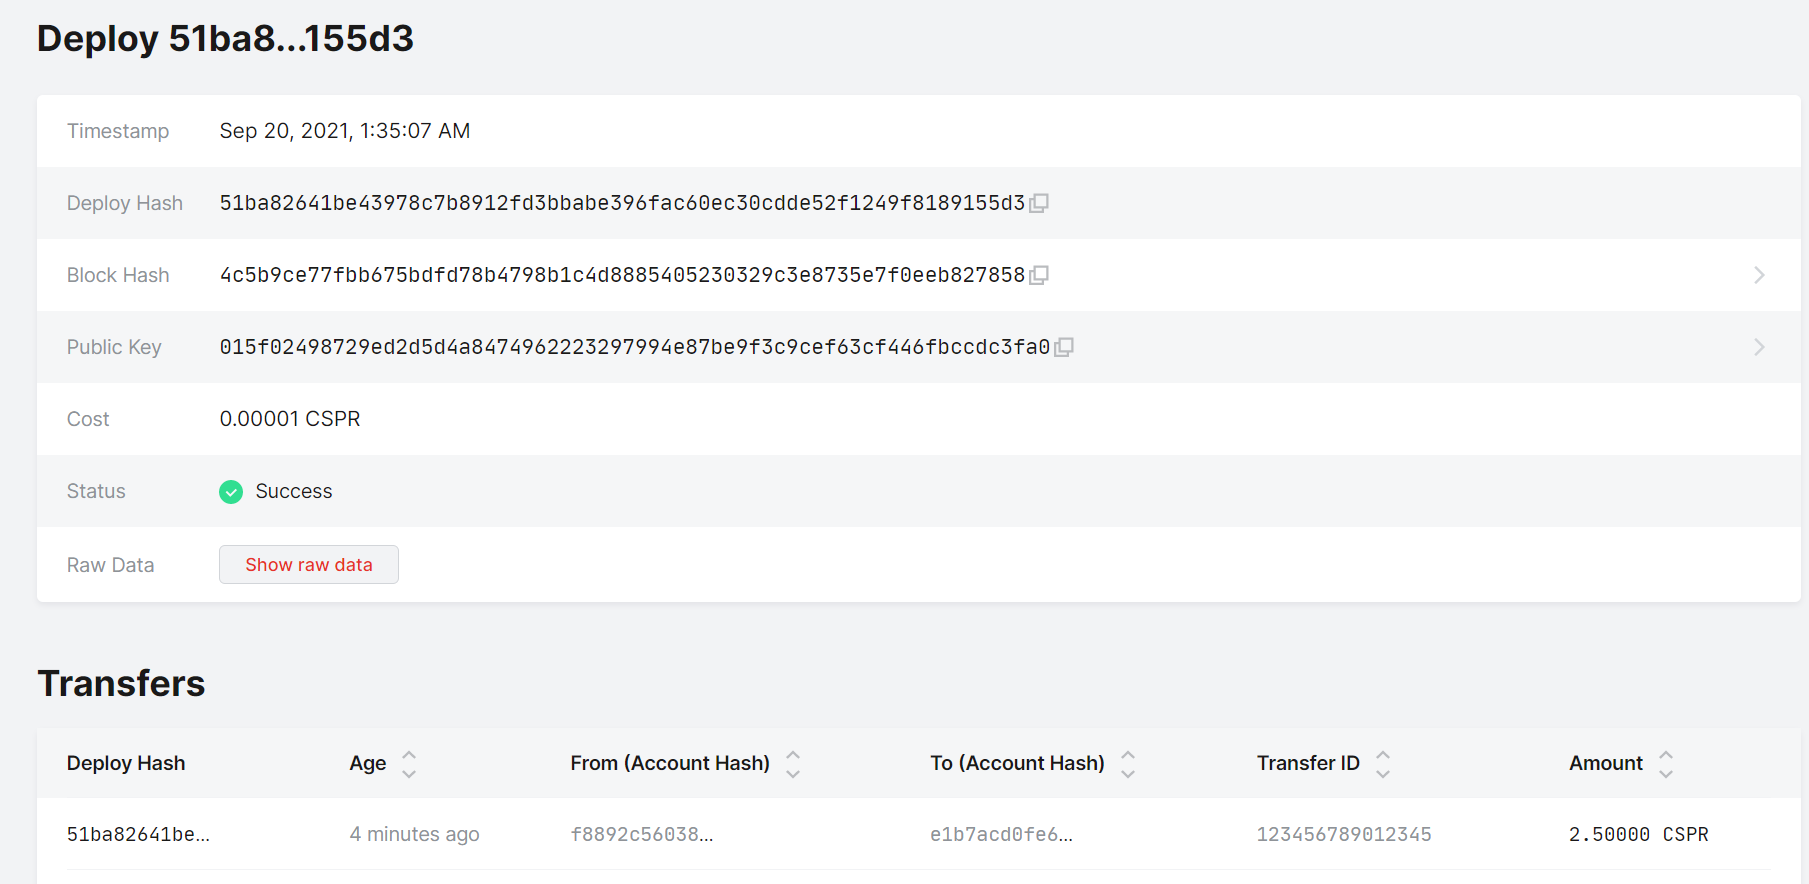 Deploy 51ba8...155d3
Timestamp Sep 20, 2021, 1:35:07 AM
Deploy Hash 51ba82641be43978c7b8912fd3bbabe396fac60ec30cdde52f1249f8189155d3
Block Hash 4c5b9ce77fbb675bdfd78b4798b1c4d8885405230329c3e8735e7f0eeb827858
Public Key 015f02498729ed2d5d4a8474962223297994e87be9f3c9cef63cf446fbccdc3fa0
Cost 0.00001 CSPR
Status Success
Raw Data Show raw data
Transfers
Deploy Hash Age From (Account Hash) To (Account Hash) Transfer ID Amount
51ba82641be... 4 minutes ago f8892c56038... e1b7acd0fe6... 123456789012345 2.50000 CSPR